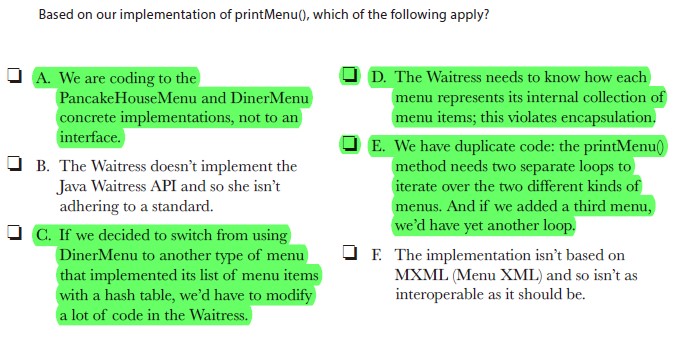 Based on our implementation of printMenu(), which of the following apply?
A. We are coding to the
PancakeHouseMenu and DinerMenu
concrete implementations, not to an
interface.
B. The Waitress doesn't implement the
Java Waitress API and so she isn't
adhering to a standard.
C. If we decided to switch from using
DinerMenu to another type of menu
that implemented its list of menu items
with a hash table, we'd have to modify
a lot of code in the Waitress.
D. The Waitress needs to know how each
menu represents its internal collection of
menu items; this violates encapsulation.
E. We have duplicate code: the printMenu()
method needs two separate loops to
iterate over the two different kinds of
menus. And if we added a third menu,
we'd have yet another loop.
F. The implementation isn't based on
MXML (Menu XML) and so isn't as
interoperable as it should be.